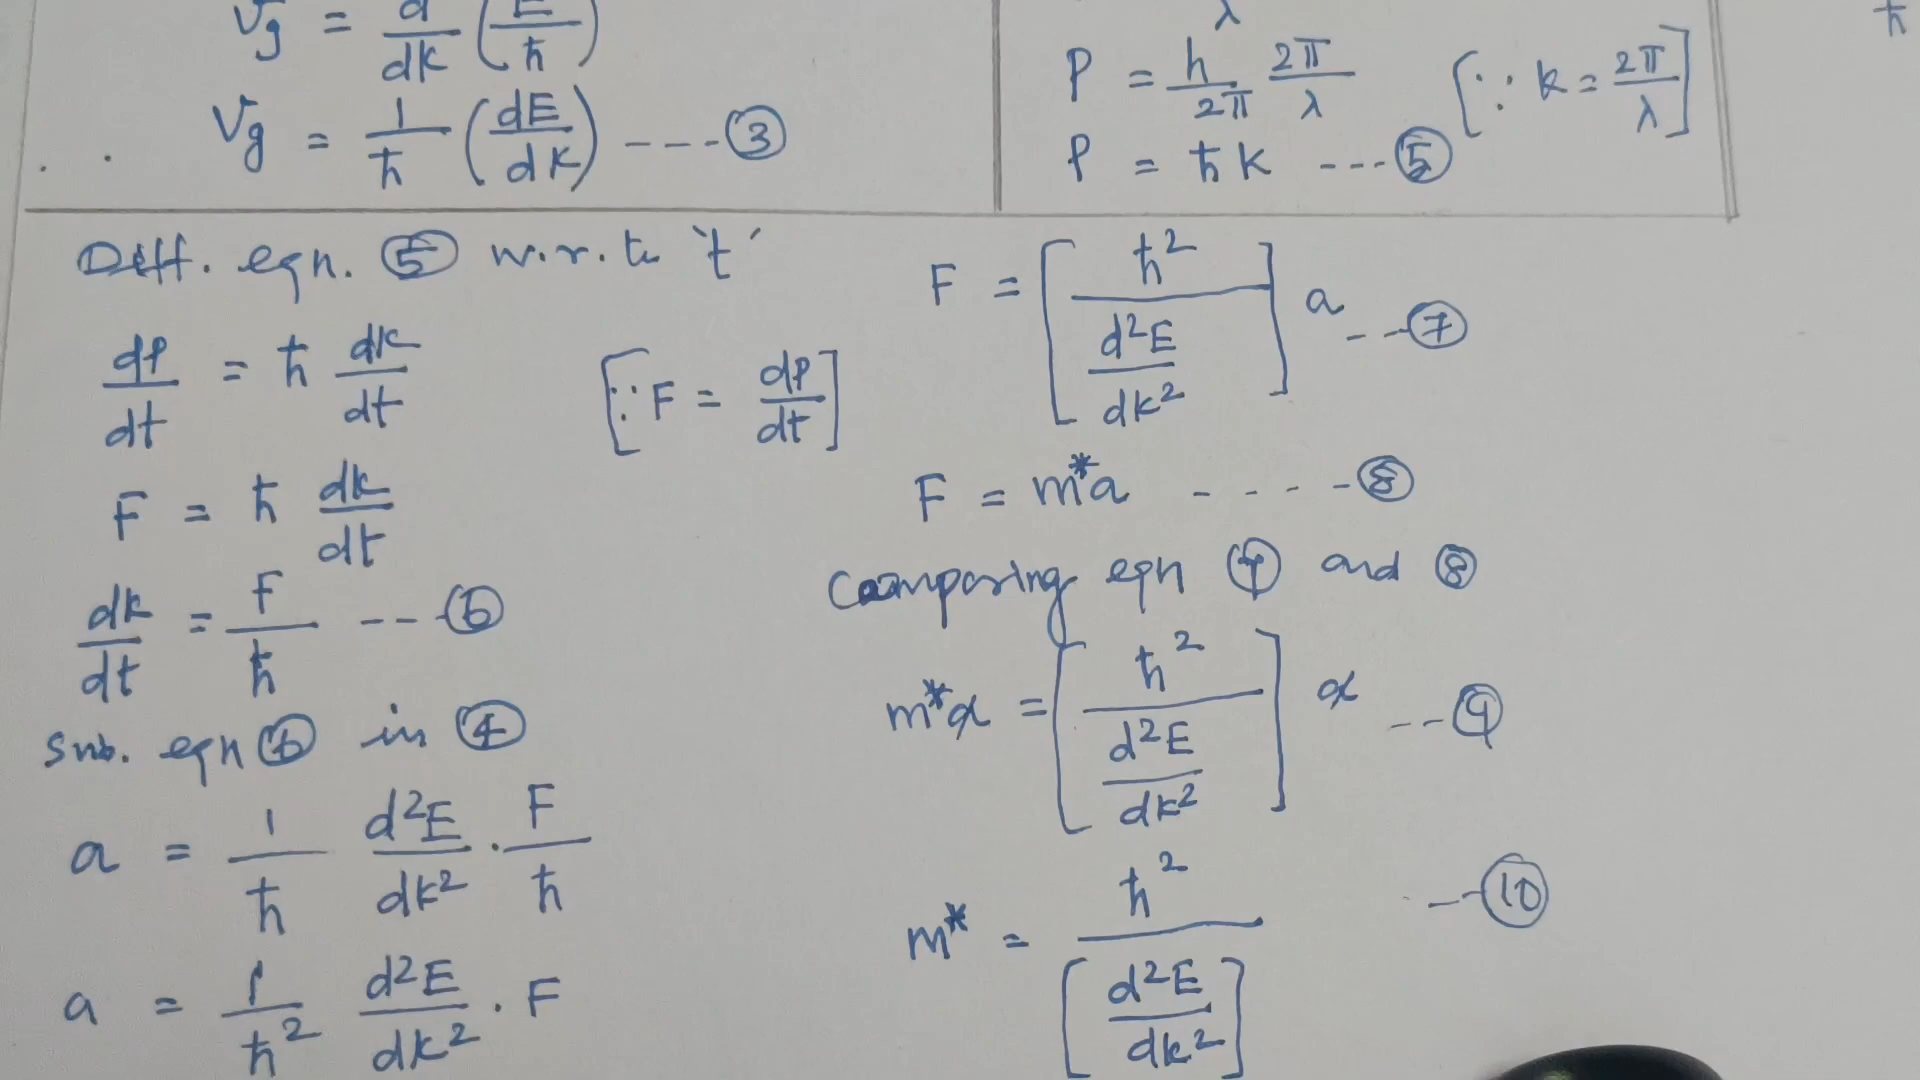 Vg = d/dk (E/ħ)
Vg = 1/ħ (dE/dk) ---- ③
λ
P = h/2π 2π/λ [∵ k = 2π/λ]
P = ħk --- ⑤
ħ
Diff. eqn. ⑤ w.r.to 't'
dp/dt = ħ dk/dt [∵ F = dp/dt]
F = ħ dk/dt
dk/dt = F/ħ --- ⑥
Sub. eqn ⑥ in ④
a = 1/ħ d²E/dk² . F/ħ
a = 1/ħ² d²E/dk² . F
F = [ħ²/(d²E/dk²)] a --- ⑦
F = m*a ----- ⑧
Comparing eqn ⑦ and ⑧
m*a = [ħ²/(d²E/dk²)] a --- ⑨
m* = ħ²/[d²E/dk²] --- ⑩